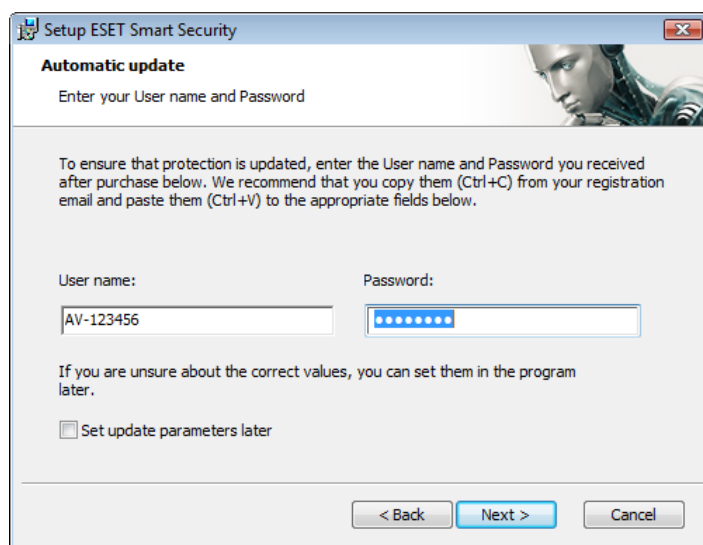 Setup ESET Smart Security
Automatic update
Enter your User name and Password
To ensure that protection is updated, enter the User name and Password you received
after purchase below. We recommend that you copy them (Ctrl+C) from your registration
email and paste them (Ctrl+V) to the appropriate fields below.
User name: Password:
AV-123456 ●●●●●●●●
If you are unsure about the correct values, you can set them in the program
later.
Set update parameters later
< Back Next > Cancel